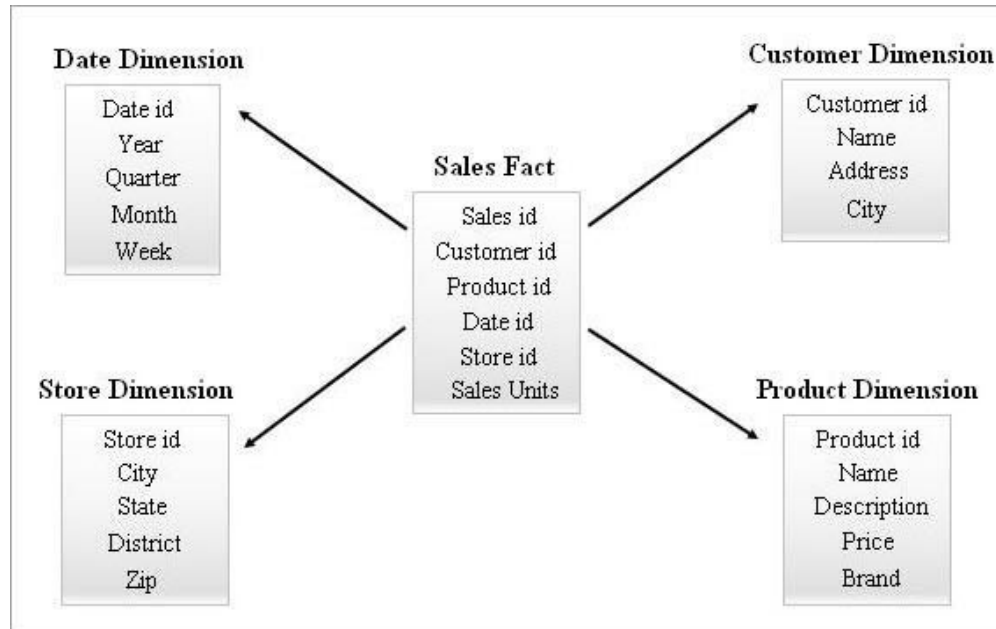 Date Dimension
Date id
Year
Quarter
Month
Week
Customer Dimension
Customer id
Name
Address
City
Sales Fact
Sales id
Customer id
Product id
Date id
Store id
Sales Units
Store Dimension
Store id
City
State
District
Zip
Product Dimension
Product id
Name
Description
Price
Brand